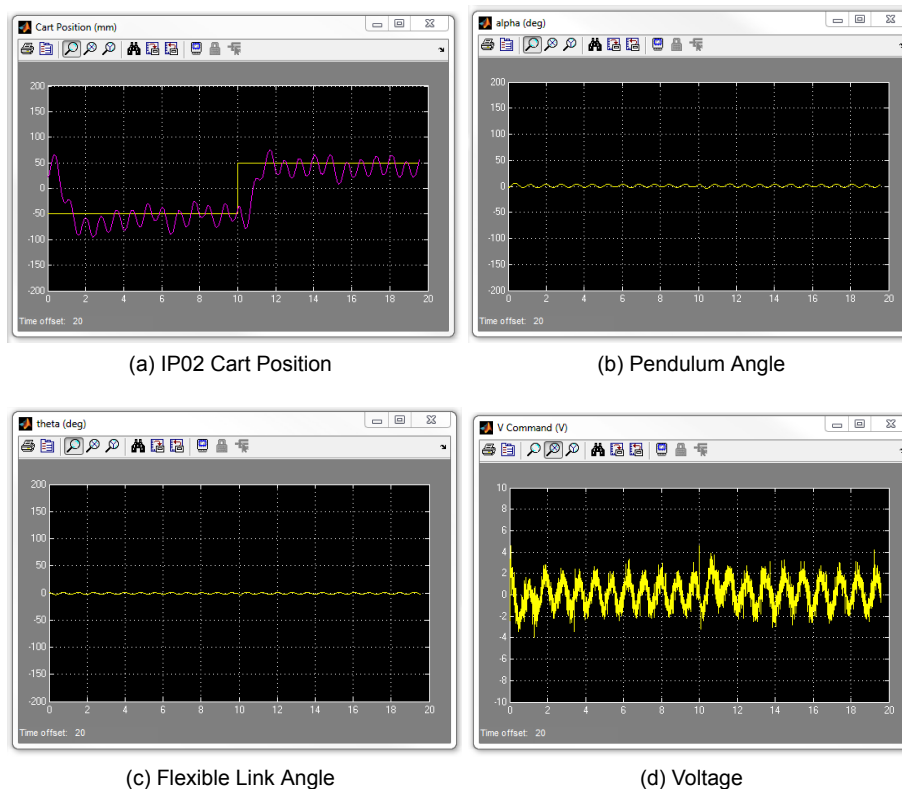 Cart Position (mm)
200
150
100
50
0
-50
-100
-150
-200
0 2 4 6 8 10 12 14 16 18 20
Time offset: 20
(a) IP02 Cart Position
alpha (deg)
200
150
100
50
0
-50
-100
-150
-200
0 2 4 6 8 10 12 14 16 18 20
Time offset: 20
(b) Pendulum Angle
theta (deg)
200
150
100
50
0
-50
-100
-150
-200
0 2 4 6 8 10 12 14 16 18 20
Time offset: 20
(c) Flexible Link Angle
V Command (V)
10
8
6
4
2
0
-2
-4
-6
-8
-10
0 2 4 6 8 10 12 14 16 18 20
Time offset: 20
(d) Voltage